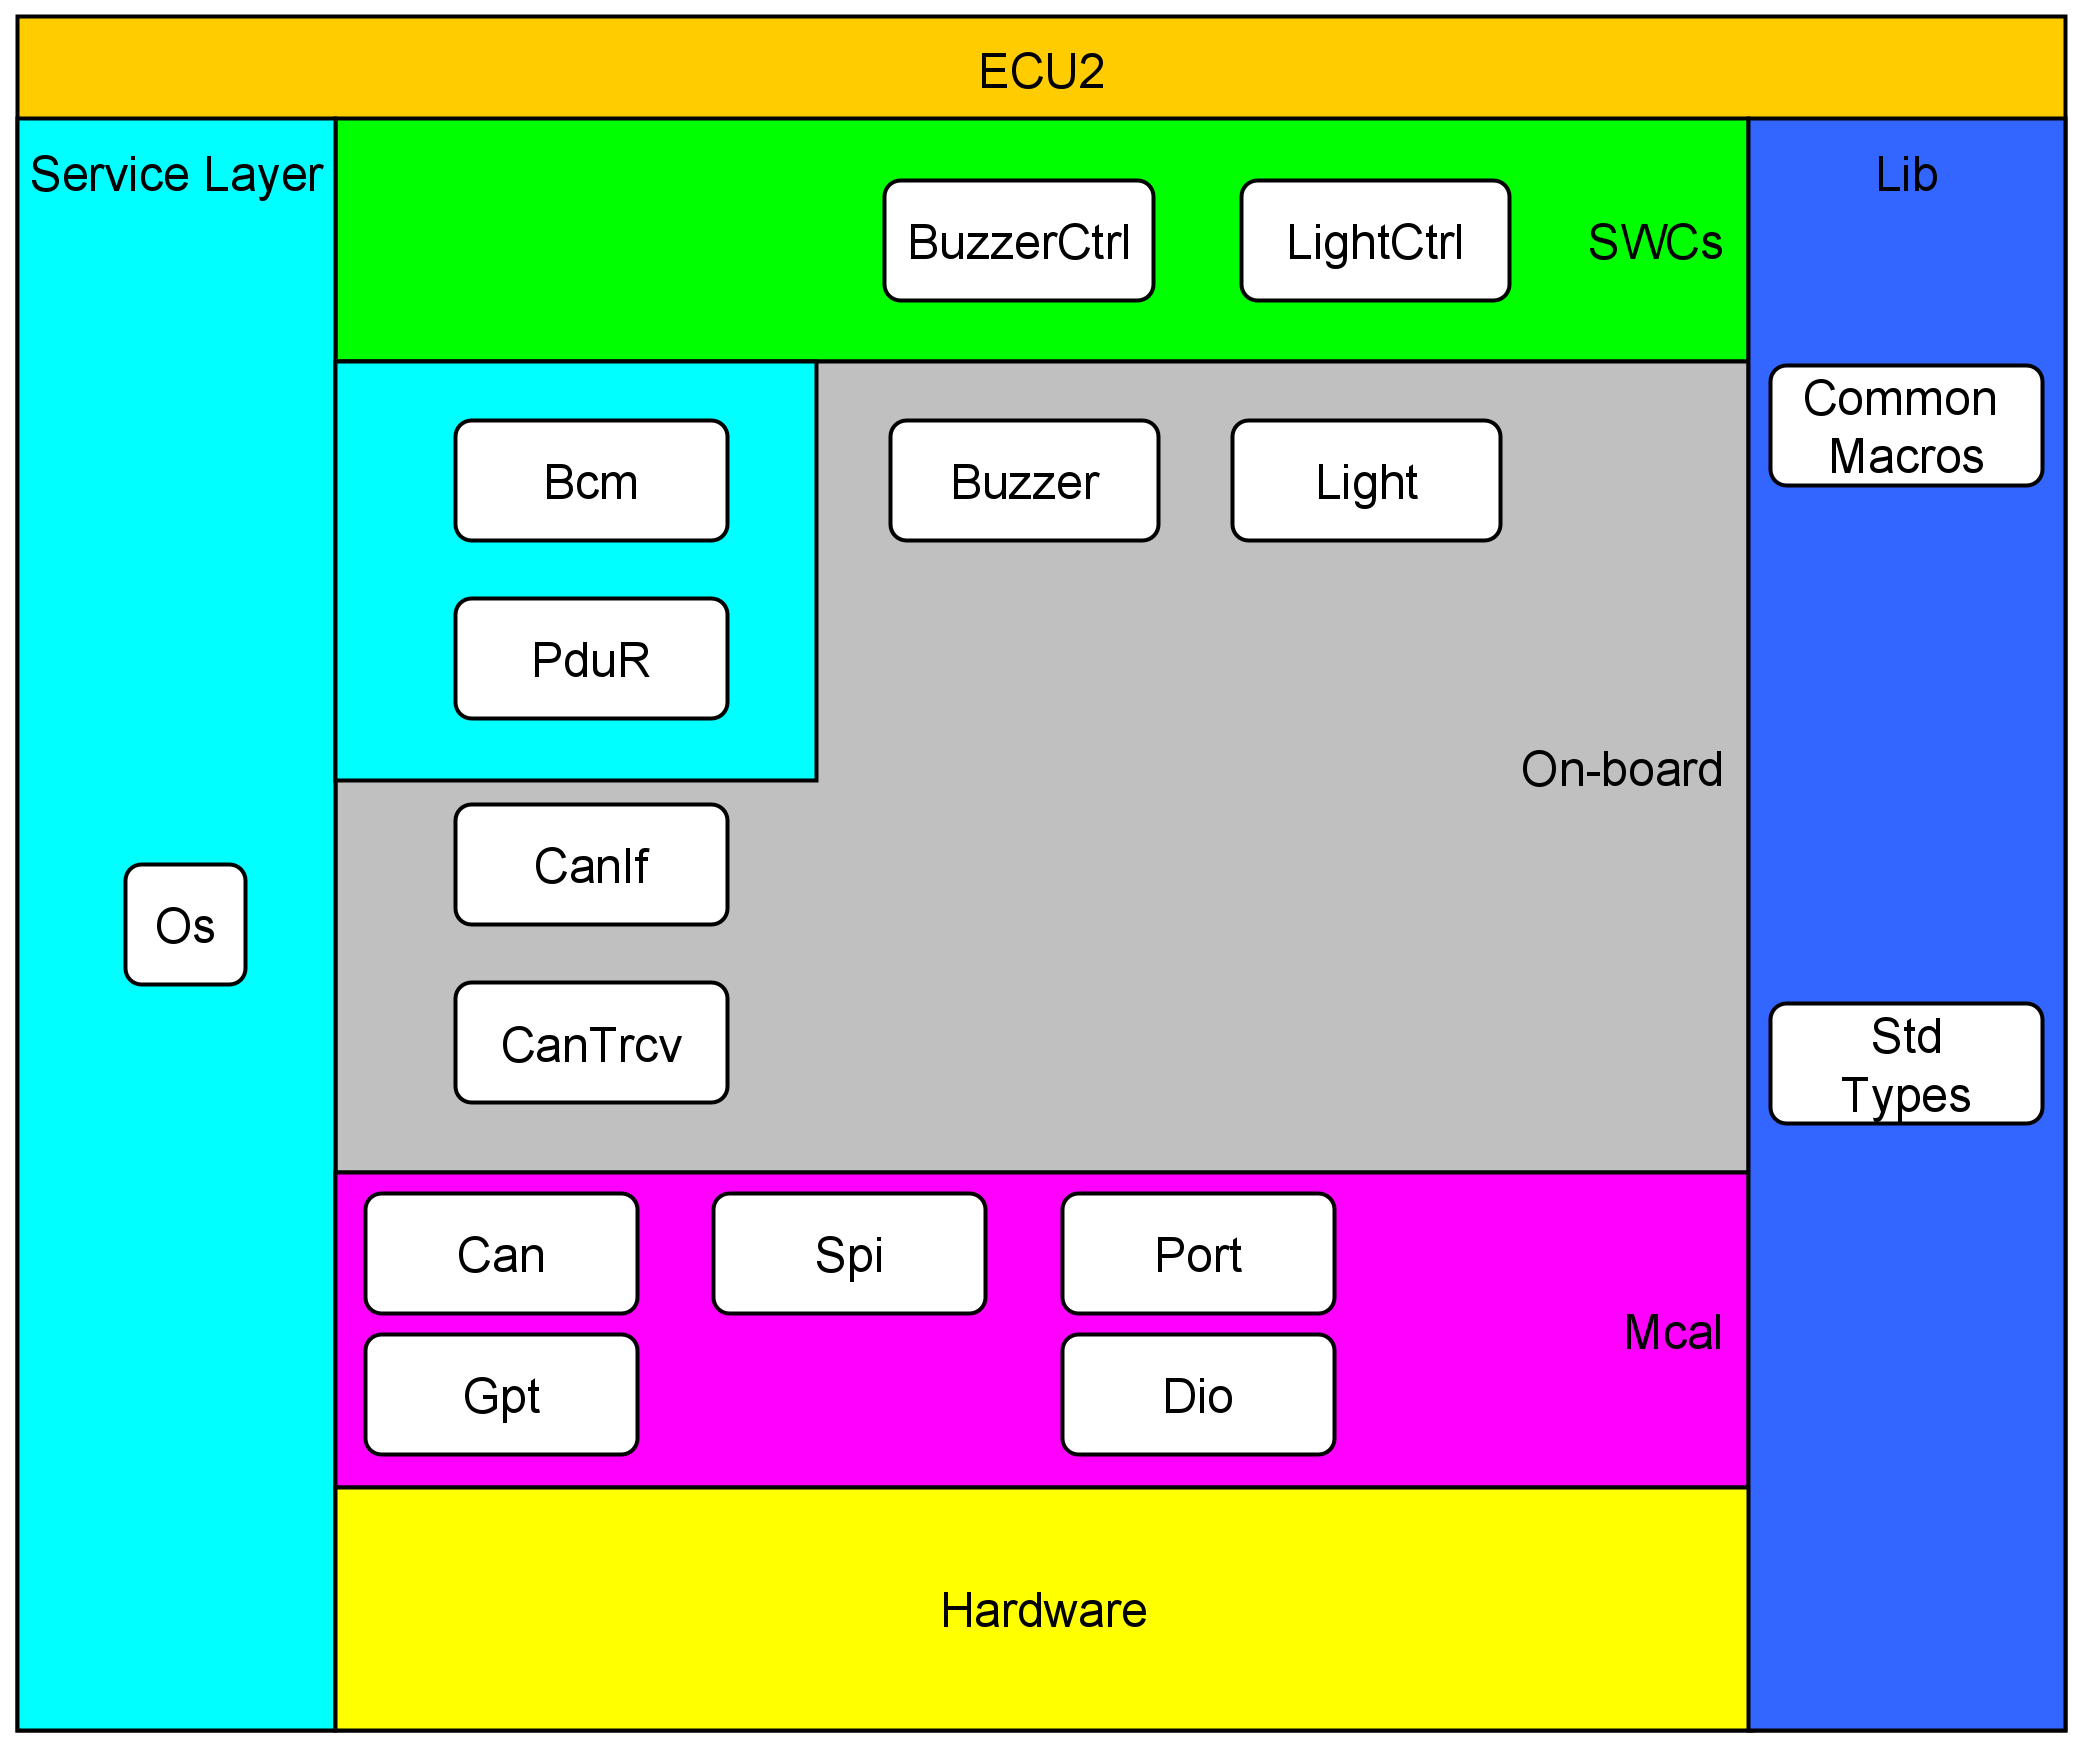 ECU2
Service Layer
Lib
BuzzerCtrl
LightCtrl
SWCs
Common
Macros
Bcm
Buzzer
Light
PduR
On-board
CanIf
Os
CanTrcv
Std
Types
Can
Spi
Port
Mcal
Gpt
Dio
Hardware